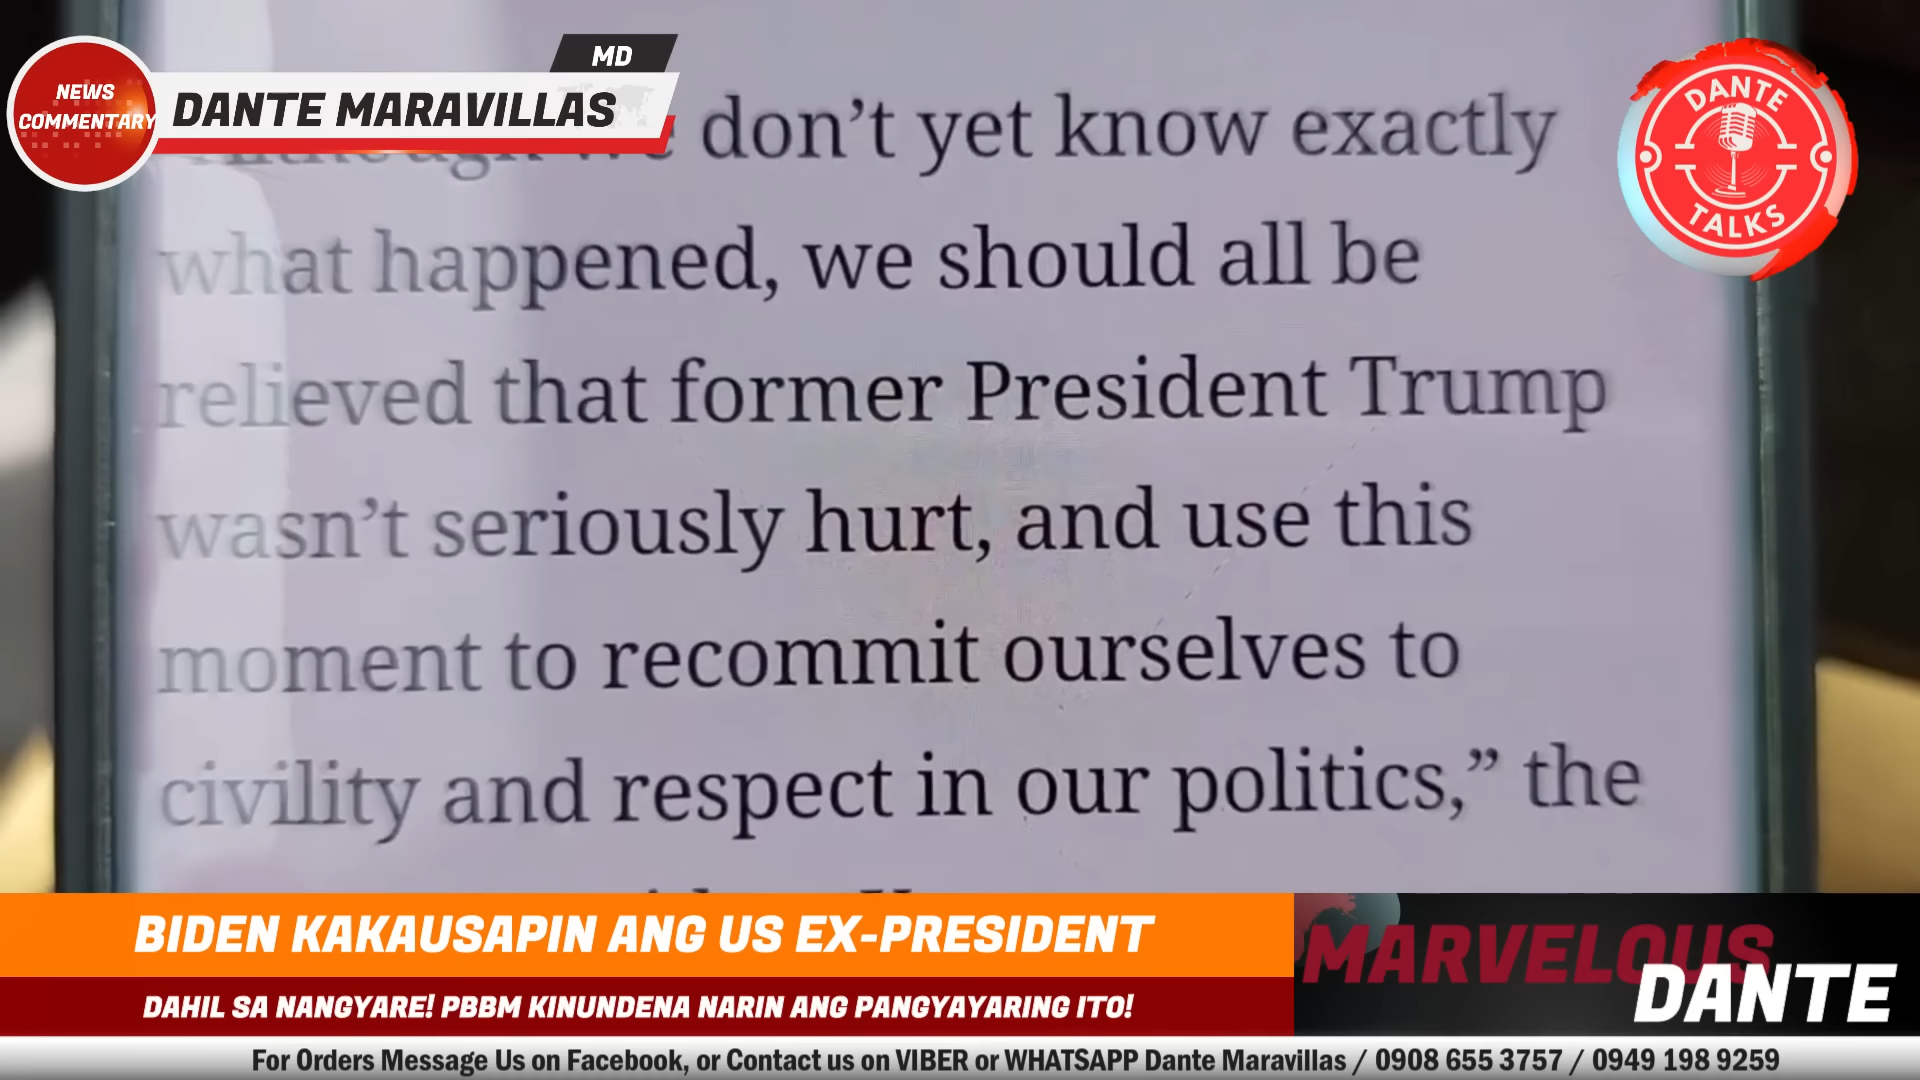 MD
NEWS
COMMENTARY
DANTE MARAVILLAS
DANTE
TALKS
don’t yet know exactly
what happened, we should all be
relieved that former President Trump
wasn’t seriously hurt, and use this
moment to recommit ourselves to
civility and respect in our politics,” the
BIDEN KAKAUSAPIN ANG US EX-PRESIDENT
DAHIL SA NANGYARE! PBBM KINUNDENA NARIN ANG PANGYAYARING ITO!
MARVELOUS
DANTE
For Orders Message Us on Facebook, or Contact us on VIBER or WHATSAPP Dante Maravillas / 0908 655 3757 / 0949 198 9259